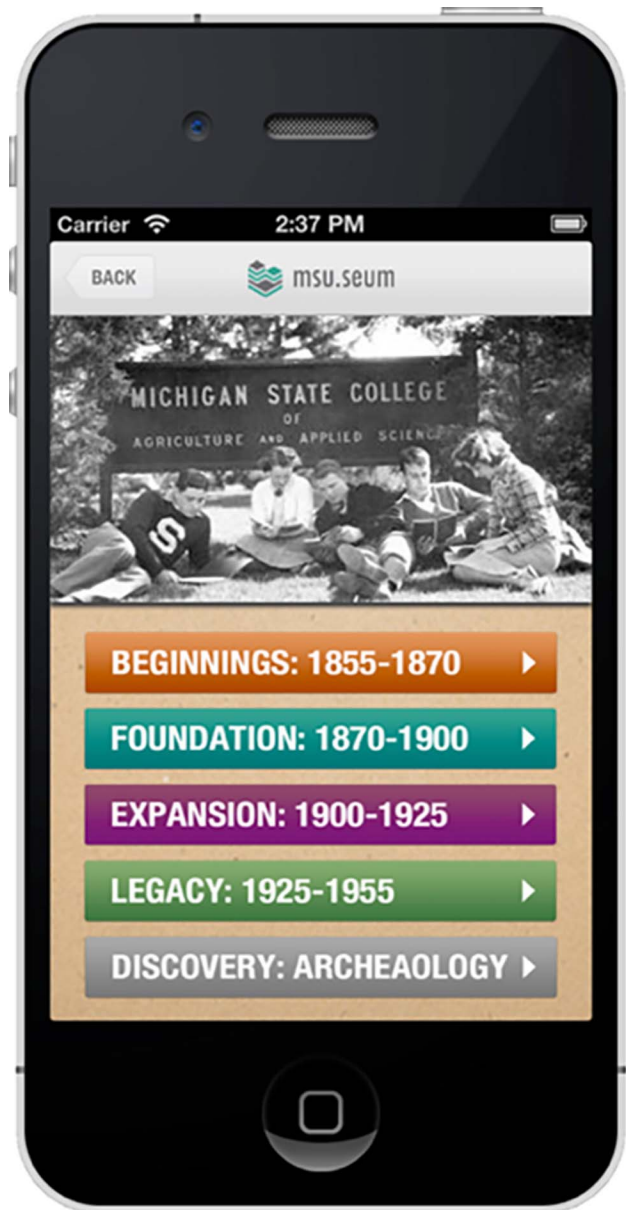 Carrier 2:37 PM
BACK msu.seum
MICHIGAN STATE COLLEGE
OF
AGRICULTURE AND APPLIED SCIENCE
S
BEGINNINGS: 1855-1870
FOUNDATION: 1870-1900
EXPANSION: 1900-1925
LEGACY: 1925-1955
DISCOVERY: ARCHEAOLOGY